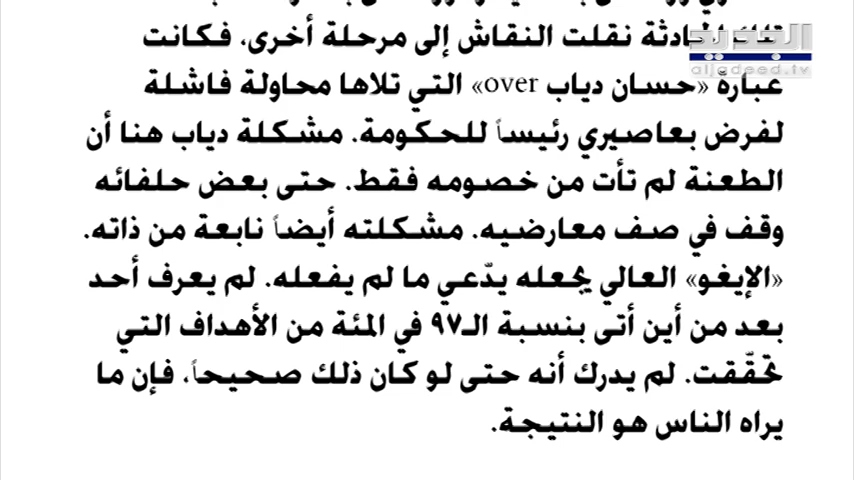 تلك المحادثة نقلت النقاش إلى مرحلة أخرى، فكانت
عبارة «حسان دياب over» التي تلاها محاولة فاشلة
لفرض بعاصيري رئيساً للحكومة. مشكلة دياب هنا أن
الطعنة لم تأت من خصومه فقط. حتى بعض حلفائه
وقف في صف معارضيه. مشكلته أيضاً نابعة من ذاته.
«الإيغو» العالي يجعله يدّعي ما لم يفعله. لم يعرف أحد
بعد من أين أتى بنسبة الـ٩٧ في المئة من الأهداف التي
تحقّقت. لم يدرك أنه حتى لو كان ذلك صحيحاً، فإن ما
يراه الناس هو النتيجة.
الجديد
aljadeed.tv